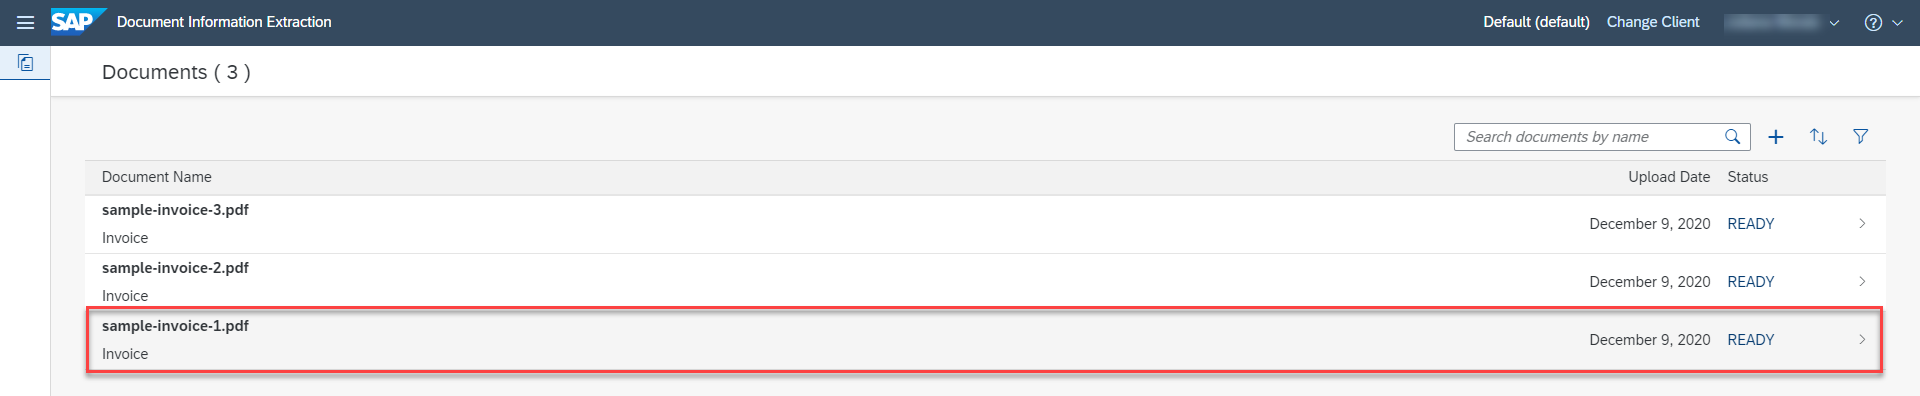 SAP Document Information Extraction Default (default) Change Client
Documents ( 3 )
Search documents by name
Document Name Upload Date Status
sample-invoice-3.pdf
Invoice December 9, 2020 READY
sample-invoice-2.pdf
Invoice December 9, 2020 READY
sample-invoice-1.pdf
Invoice December 9, 2020 READY